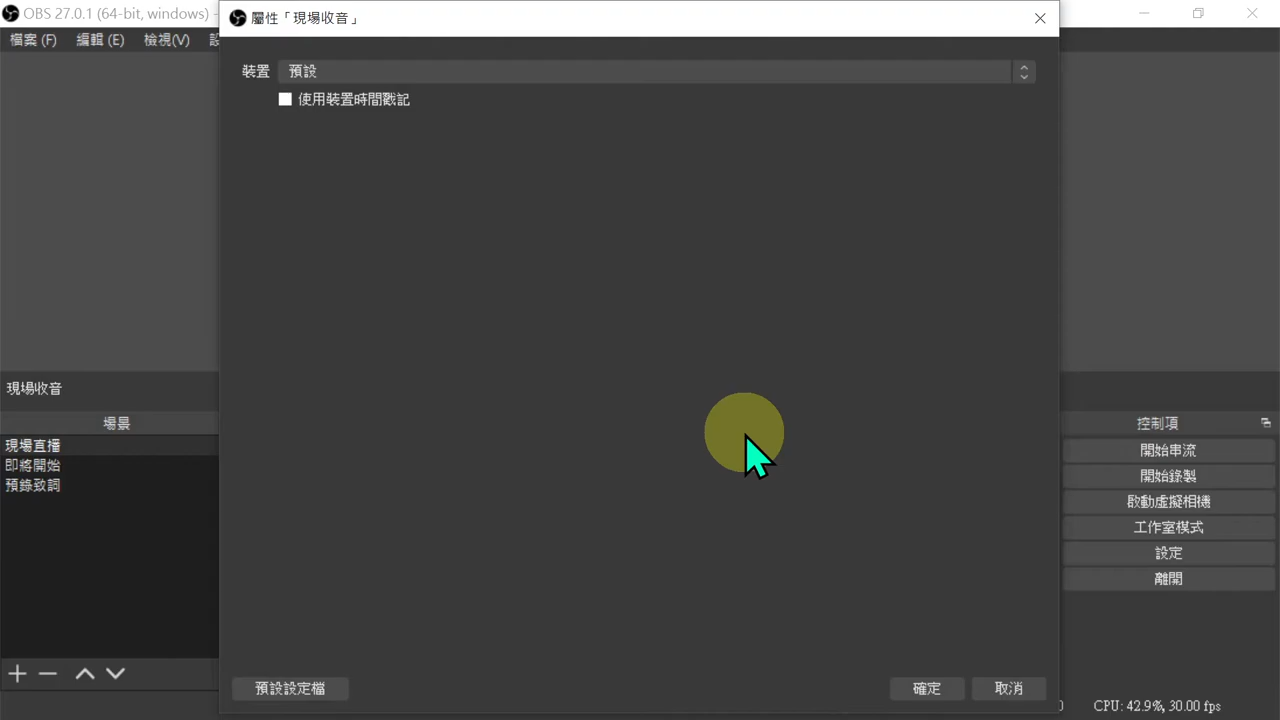 OBS 27.0.1 (64-bit, windows) -
屬性「現場收音」
檔案 (F) 編輯 (E) 檢視(V)
裝置 預設
使用裝置時間戳記
現場收音
場景
現場直播
即將開始
預錄致詞
控制項
開始串流
開始錄製
啟動虛擬相機
工作室模式
設定
離開
預設設定檔
確定
取消
CPU: 42.9%, 30.00 fps